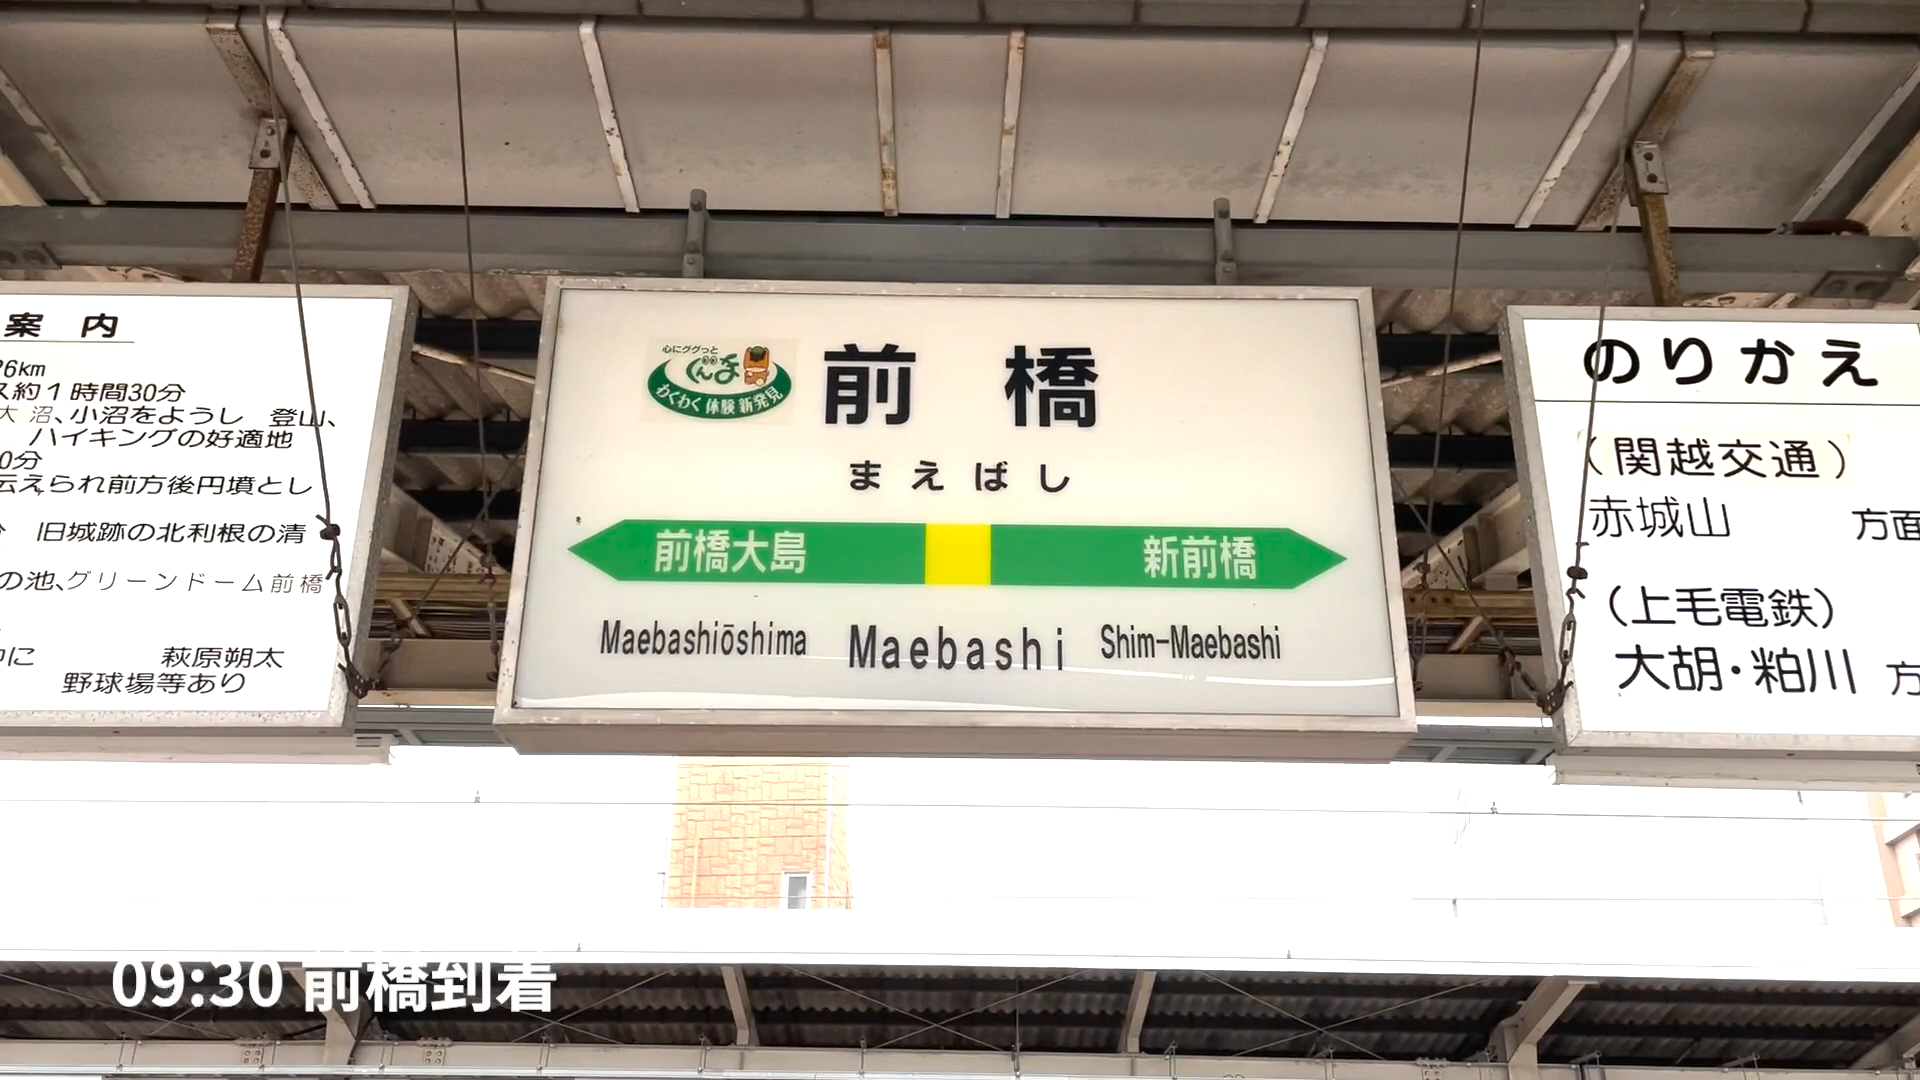 案内
26km
ス約1時間30分
大沼、小沼をようし 登山、
ハイキングの好適地
0分
伝えられ前方後円墳とし
旧城跡の北利根の清
の池、グリーンドーム前橋
に 萩原朔太
野球場等あり
心にググっと
ぐんま
わくわく 体験 新発見
前橋
まえばし
前橋大島 新前橋
Maebashiōshima Maebashi Shim-Maebashi
のりかえ
(関越交通)
赤城山 方面
(上毛電鉄)
大胡・粕川 方
09:30 前橋到着